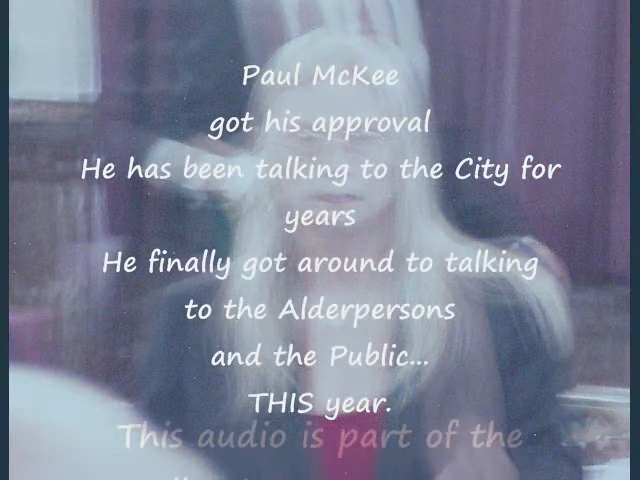 Paul McKee
got his approval
He has been talking to the City for
years
He finally got around to talking
to the Alderpersons
and the Public...
THIS year.
This audio is part of the